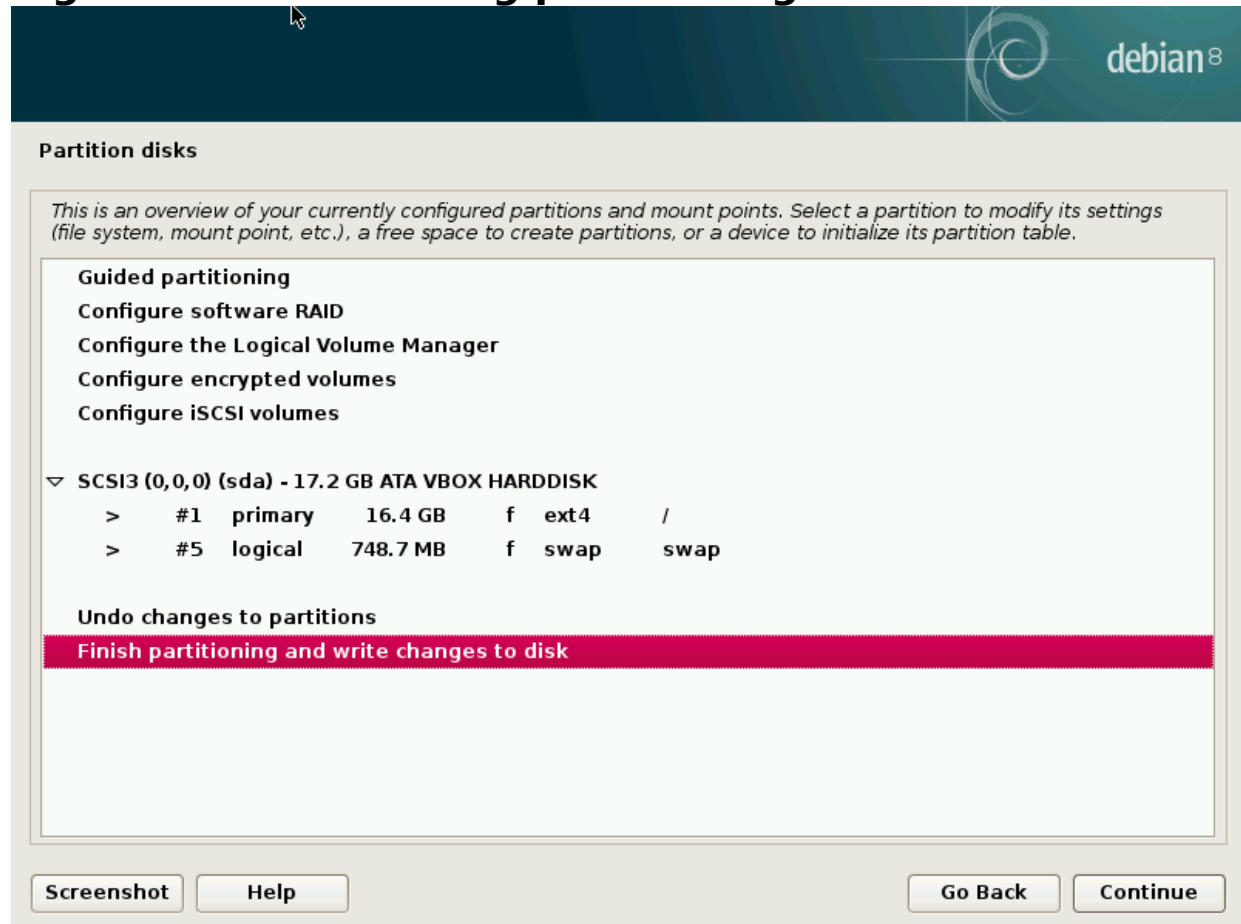 debian 8
Partition disks
This is an overview of your currently configured partitions and mount points. Select a partition to modify its settings
(file system, mount point, etc.), a free space to create partitions, or a device to initialize its partition table.
Guided partitioning
Configure software RAID
Configure the Logical Volume Manager
Configure encrypted volumes
Configure iSCSI volumes
SCSI3 (0,0,0) (sda) - 17.2 GB ATA VBOX HARDDISK
> #1 primary 16.4 GB f ext4 /
> #5 logical 748.7 MB f swap swap
Undo changes to partitions
Finish partitioning and write changes to disk
Screenshot Help Go Back Continue